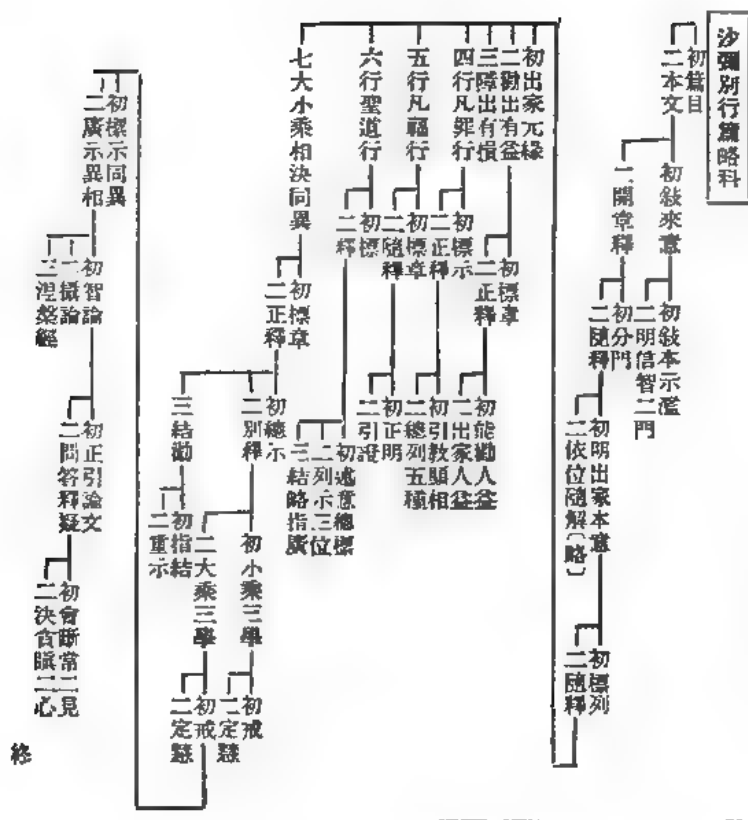 沙彌別行篇略科
初篇目
二本文
初敍來意
初敍本示濫
二明信智二門
二開章釋
初分門
二隨釋
初明出家本意
初標列
二隨釋
二依位隨解〔略〕
初出家元緣
二勸出有益
初標章
二正釋
初能勸人益
二出家人益
三障出有損
四行凡罪行
初標示
二正釋
初引教顯相
二總列五種
五行凡福行
初標章
二隨釋
初正明
二引證
六行聖道行
初標
二釋
初述意總標
二列示三位
三結略指廣
七大小乘相決同異
初標章
二正釋
初總示
二別釋
初小乘三學
初戒
二定慧
二大乘三學
初戒
二定慧
三結勸
初指結
二重示
初標示同異
二廣示異相
初智論
初正引論文
二問答釋疑
初會斷常二見
二決貪瞋二心
二攝論
三涅槃經
終